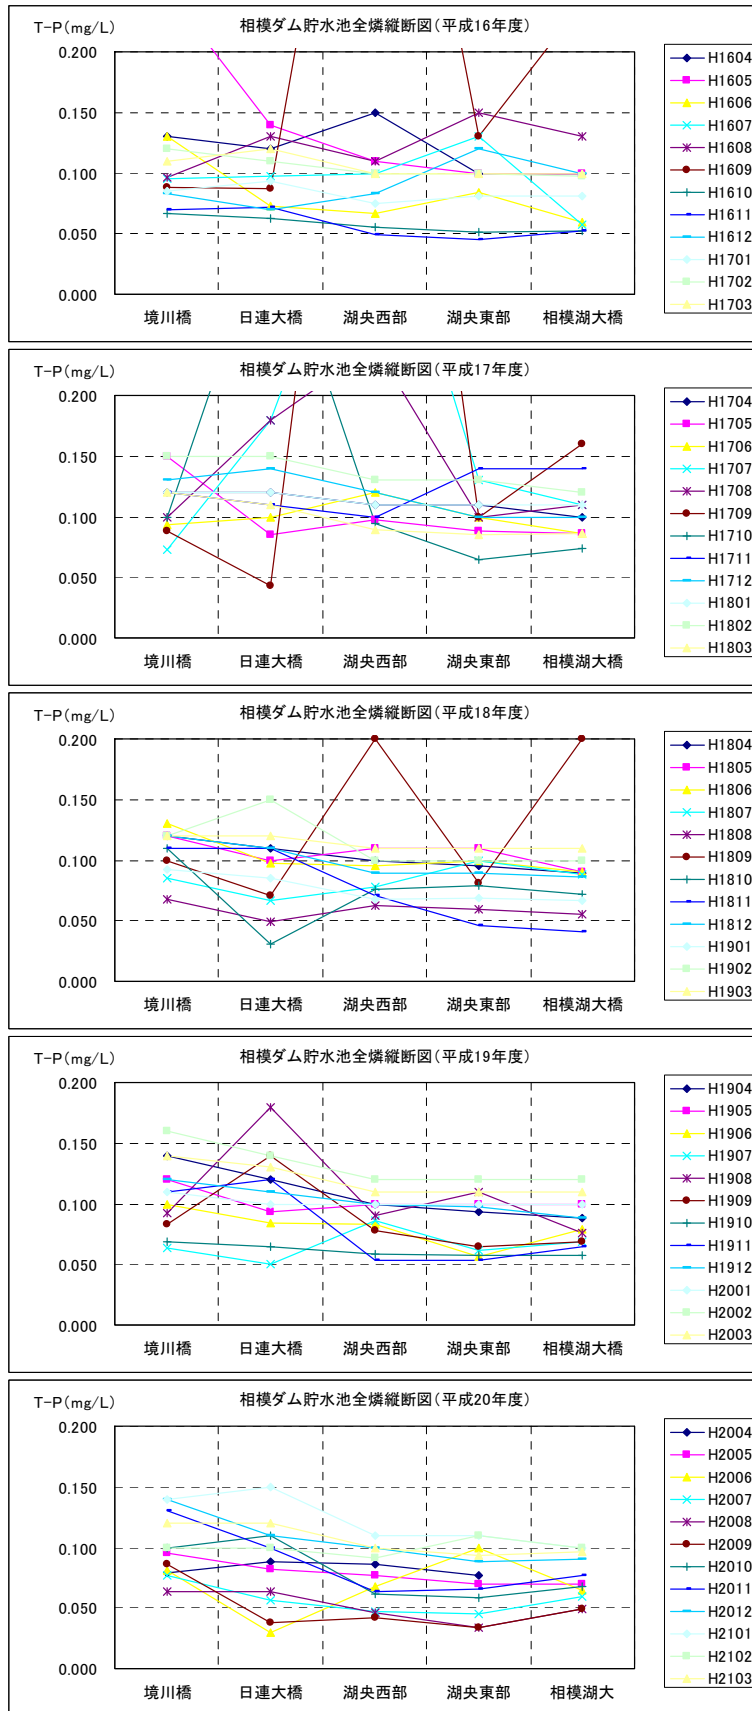 T-P(mg/L)
相模ダム貯水池全燐縦断図(平成16年度)
0.200
0.150
0.100
0.050
0.000
境川橋 日連大橋 湖央西部 湖央東部 相模湖大橋
H1604
H1605
H1606
H1607
H1608
H1609
H1610
H1611
H1612
H1701
H1702
H1703
T-P(mg/L)
相模ダム貯水池全燐縦断図(平成17年度)
0.200
0.150
0.100
0.050
0.000
境川橋 日連大橋 湖央西部 湖央東部 相模湖大橋
H1704
H1705
H1706
H1707
H1708
H1709
H1710
H1711
H1712
H1801
H1802
H1803
T-P(mg/L)
相模ダム貯水池全燐縦断図(平成18年度)
0.200
0.150
0.100
0.050
0.000
境川橋 日連大橋 湖央西部 湖央東部 相模湖大橋
H1804
H1805
H1806
H1807
H1808
H1809
H1810
H1811
H1812
H1901
H1902
H1903
T-P(mg/L)
相模ダム貯水池全燐縦断図(平成19年度)
0.200
0.150
0.100
0.050
0.000
境川橋 日連大橋 湖央西部 湖央東部 相模湖大橋
H1904
H1905
H1906
H1907
H1908
H1909
H1910
H1911
H1912
H2001
H2002
H2003
T-P(mg/L)
相模ダム貯水池全燐縦断図(平成20年度)
0.200
0.150
0.100
0.050
0.000
境川橋 日連大橋 湖央西部 湖央東部 相模湖大
H2004
H2005
H2006
H2007
H2008
H2009
H2010
H2011
H2012
H2101
H2102
H2103